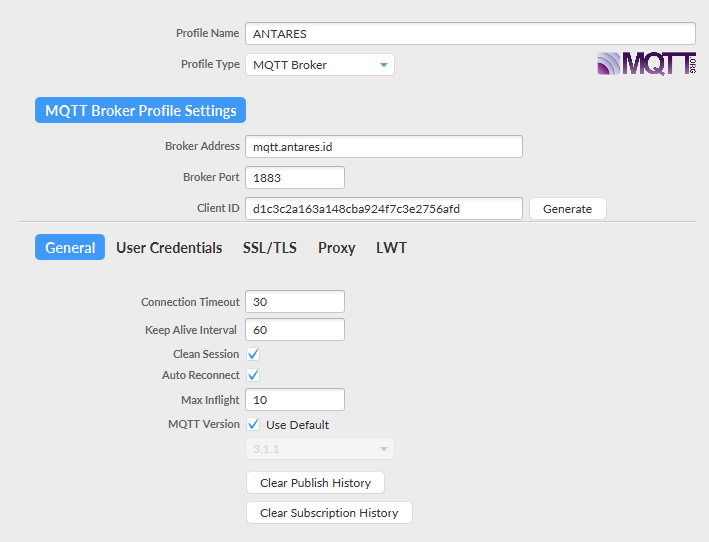 Profile Name ANTARES
Profile Type MQTT Broker
MQTT.ORG
MQTT Broker Profile Settings
Broker Address mqtt.antares.id
Broker Port 1883
Client ID d1c3c2a163a148cba924f7c3e2756afd Generate
General User Credentials SSL/TLS Proxy LWT
Connection Timeout 30
Keep Alive Interval 60
Clean Session
Auto Reconnect
Max Inflight 10
MQTT Version Use Default
3.1.1
Clear Publish History
Clear Subscription History